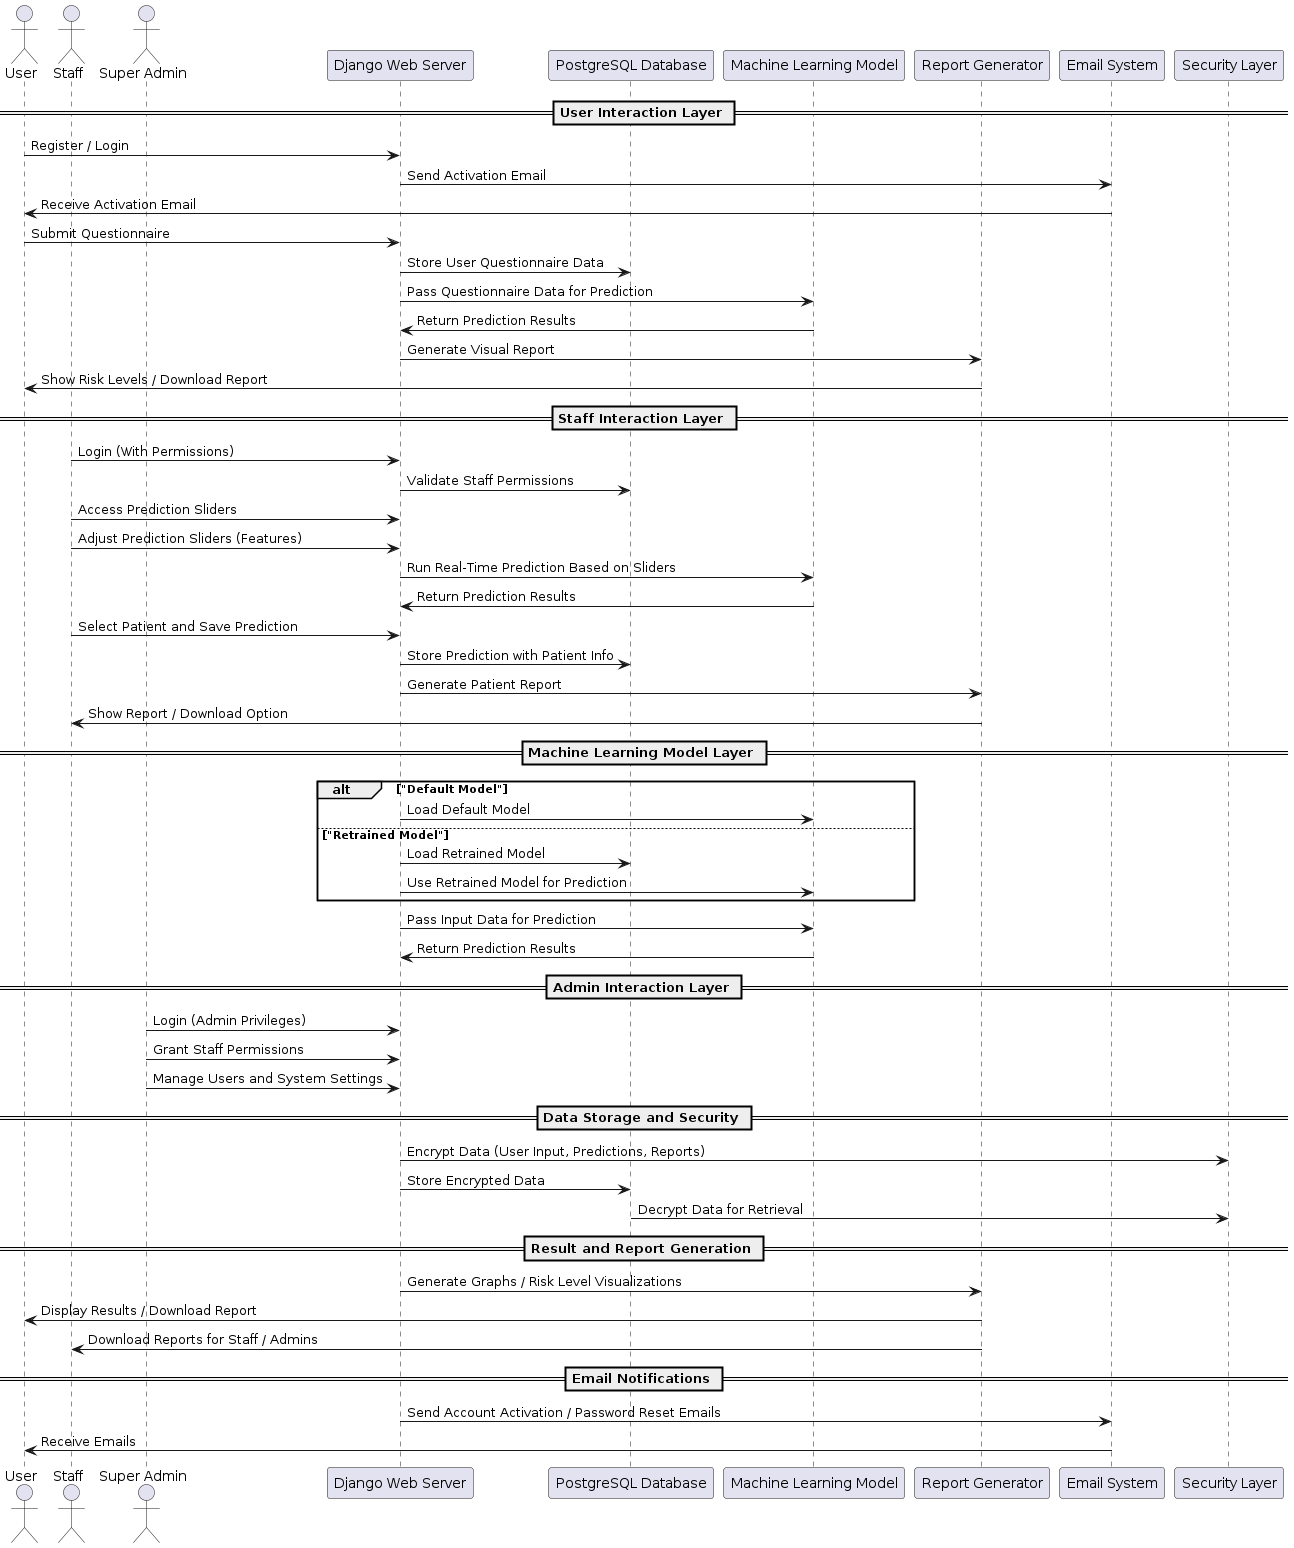 User
Staff
Super Admin
Django Web Server
PostgreSQL Database
Machine Learning Model
Report Generator
Email System
Security Layer
User Interaction Layer
Register / Login
Send Activation Email
Receive Activation Email
Submit Questionnaire
Store User Questionnaire Data
Pass Questionnaire Data for Prediction
Return Prediction Results
Generate Visual Report
Show Risk Levels / Download Report
Staff Interaction Layer
Login (With Permissions)
Validate Staff Permissions
Access Prediction Sliders
Adjust Prediction Sliders (Features)
Run Real-Time Prediction Based on Sliders
Return Prediction Results
Select Patient and Save Prediction
Store Prediction with Patient Info
Generate Patient Report
Show Report / Download Option
Machine Learning Model Layer
alt
["Default Model"]
Load Default Model
["Retrained Model"]
Load Retrained Model
Use Retrained Model for Prediction
Pass Input Data for Prediction
Return Prediction Results
Admin Interaction Layer
Login (Admin Privileges)
Grant Staff Permissions
Manage Users and System Settings
Data Storage and Security
Encrypt Data (User Input, Predictions, Reports)
Store Encrypted Data
Decrypt Data for Retrieval
Result and Report Generation
Generate Graphs / Risk Level Visualizations
Display Results / Download Report
Download Reports for Staff / Admins
Email Notifications
Send Account Activation / Password Reset Emails
Receive Emails
User
Staff
Super Admin
Django Web Server
PostgreSQL Database
Machine Learning Model
Report Generator
Email System
Security Layer